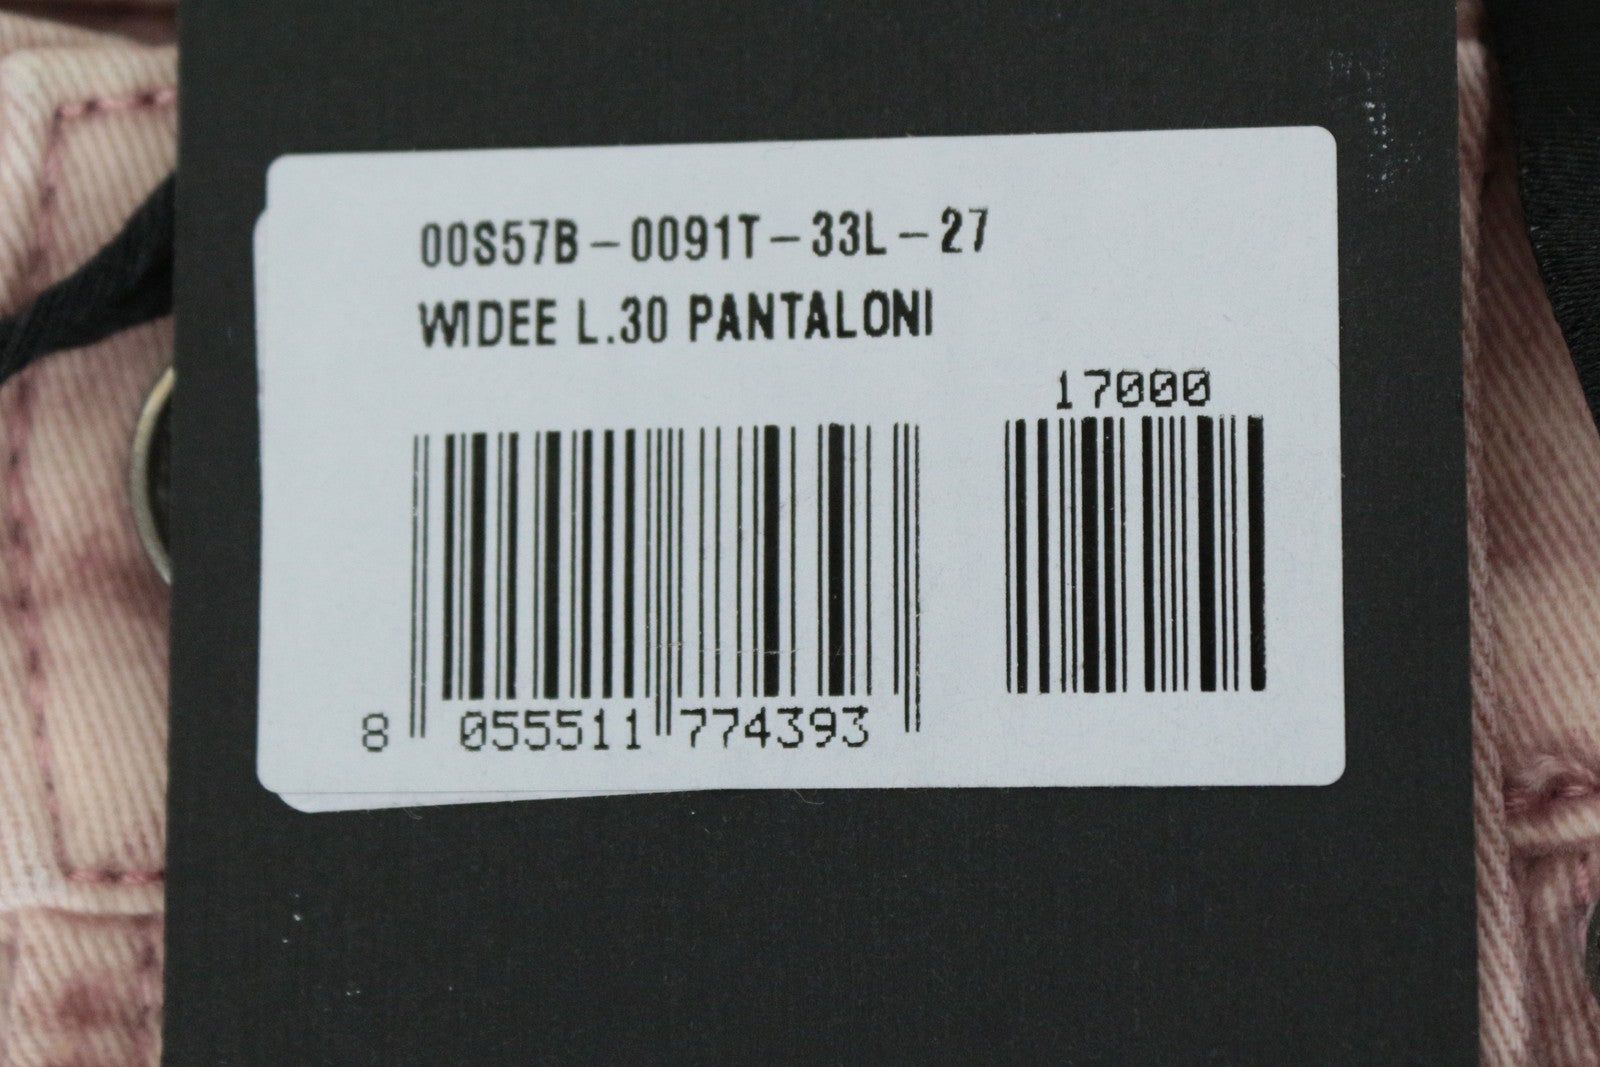 00S57B-0091T-33L-27
WIDEE L.30 PANTALONI
17000
8 055511 774393